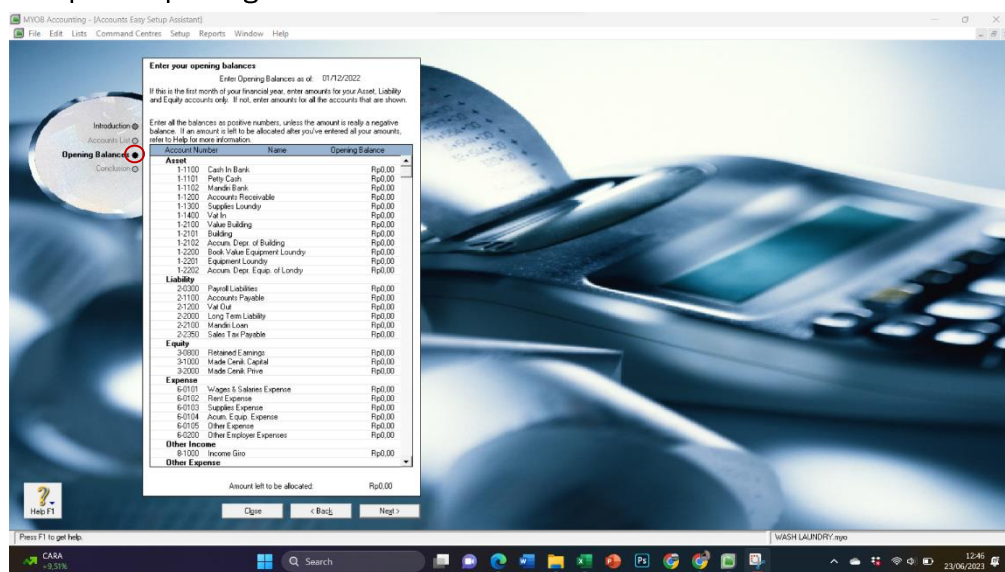 MYOB Accounting - [Accounts Easy Setup Assistant]
File Edit Lists Command Centres Setup Reports Window Help
Enter your opening balances
Enter Opening Balances as of: 01/12/2022
If this is the first month of your financial year, enter amounts for your Asset, Liability
and Equity accounts only. If not, enter amounts for all the accounts that are shown.
Enter all the balances as positive numbers, unless the amount is really a negative
balance. If an amount is left to be allocated after you've entered all your amounts,
refer to Help for more information.
Introduction
Accounts List
Opening Balances
Conclusion
Account Number Name Opening Balance
Asset
1-1100 Cash In Bank Rp0,00
1-1101 Petty Cash Rp0,00
1-1102 Mandiri Bank Rp0,00
1-1200 Accounts Receivable Rp0,00
1-1300 Supplies Loundry Rp0,00
1-1400 Vat In Rp0,00
1-2100 Value Building Rp0,00
1-2101 Building Rp0,00
1-2102 Accum. Depr. of Building Rp0,00
1-2200 Book Value Equipment Loundry Rp0,00
1-2201 Equipment Loundry Rp0,00
1-2202 Accum. Depr. Equip. of Londry Rp0,00
Liability
2-0300 Payroll Liabilities Rp0,00
2-1100 Accounts Payable Rp0,00
2-1200 Vat Out Rp0,00
2-2000 Long Term Liability Rp0,00
2-2100 Mandiri Loan Rp0,00
2-2350 Sales Tax Payable Rp0,00
Equity
3-0800 Retained Earnings Rp0,00
3-1000 Made Cenik Capital Rp0,00
3-2000 Made Cenik Prive Rp0,00
Expense
6-0101 Wages & Salaries Expense Rp0,00
6-0102 Rent Expense Rp0,00
6-0103 Supplies Expense Rp0,00
6-0104 Acum. Equip. Expense Rp0,00
6-0105 Other Expense Rp0,00
6-0200 Other Employer Expenses Rp0,00
Other Income
8-1000 Income Giro Rp0,00
Other Expense
Amount left to be allocated: Rp0,00
Close < Back Next >
Help F1
Press F1 to get help.
WASH LAUNDRY.myo
CARA
+9,51%
Search
12:46
23/06/2023